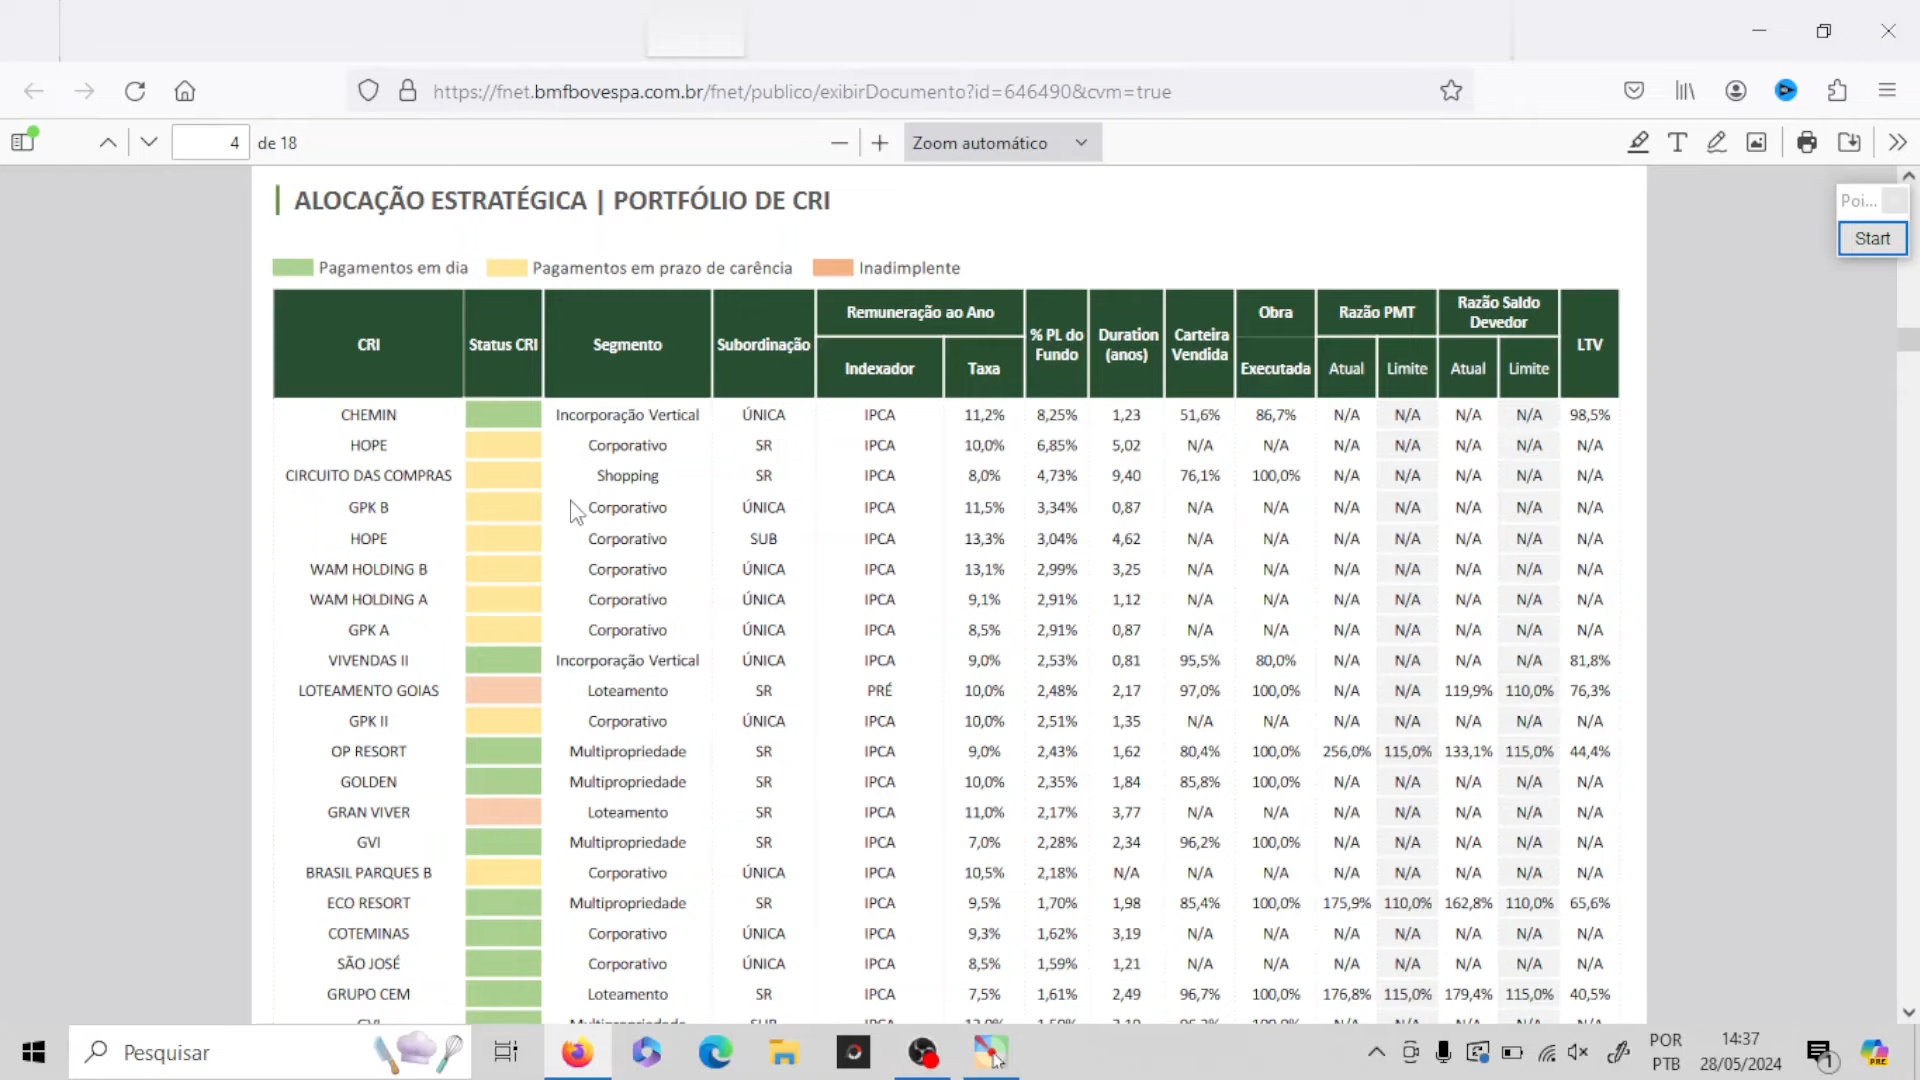 https://fnet.bmfbovespa.com.br/fnet/publico/exibirDocumento?id=646490&cvm=true
4 de 18 Zoom automático
ALOCAÇÃO ESTRATÉGICA | PORTFÓLIO DE CRI
Poi...
Start
Pagamentos em dia Pagamentos em prazo de carência Inadimplente
CRI Status CRI Segmento Subordinação Remuneração ao Ano % PL do Fundo Duration (anos) Carteira Vendida Obra Razão PMT Razão Saldo Devedor LTV
Indexador Taxa Executada Atual Limite Atual Limite
CHEMIN Incorporação Vertical ÚNICA IPCA 11,2% 8,25% 1,23 51,6% 86,7% N/A N/A N/A N/A 98,5%
HOPE Corporativo SR IPCA 10,0% 6,85% 5,02 N/A N/A N/A N/A N/A N/A N/A
CIRCUITO DAS COMPRAS Shopping SR IPCA 8,0% 4,73% 9,40 76,1% 100,0% N/A N/A N/A N/A N/A
GPK B Corporativo ÚNICA IPCA 11,5% 3,34% 0,87 N/A N/A N/A N/A N/A N/A N/A
HOPE Corporativo SUB IPCA 13,3% 3,04% 4,62 N/A N/A N/A N/A N/A N/A N/A
WAM HOLDING B Corporativo ÚNICA IPCA 13,1% 2,99% 3,25 N/A N/A N/A N/A N/A N/A N/A
WAM HOLDING A Corporativo ÚNICA IPCA 9,1% 2,91% 1,12 N/A N/A N/A N/A N/A N/A N/A
GPK A Corporativo ÚNICA IPCA 8,5% 2,91% 0,87 N/A N/A N/A N/A N/A N/A N/A
VIVENDAS II Incorporação Vertical ÚNICA IPCA 9,0% 2,53% 0,81 95,5% 80,0% N/A N/A N/A N/A 81,8%
LOTEAMENTO GOIAS Loteamento SR PRÉ 10,0% 2,48% 2,17 97,0% 100,0% N/A N/A 119,9% 110,0% 76,3%
GPK II Corporativo ÚNICA IPCA 10,0% 2,51% 1,35 N/A N/A N/A N/A N/A N/A N/A
OP RESORT Multipropriedade SR IPCA 9,0% 2,43% 1,62 80,4% 100,0% 256,0% 115,0% 133,1% 115,0% 44,4%
GOLDEN Multipropriedade SR IPCA 10,0% 2,35% 1,84 85,8% 100,0% N/A N/A N/A N/A N/A
GRAN VIVER Loteamento SR IPCA 11,0% 2,17% 3,77 N/A N/A N/A N/A N/A N/A N/A
GVI Multipropriedade SR IPCA 7,0% 2,28% 2,34 96,2% 100,0% N/A N/A N/A N/A N/A
BRASIL PARQUES B Corporativo ÚNICA IPCA 10,5% 2,18% N/A N/A N/A N/A N/A N/A N/A N/A
ECO RESORT Multipropriedade SR IPCA 9,5% 1,70% 1,98 85,4% 100,0% 175,9% 110,0% 162,8% 110,0% 65,6%
COTEMINAS Corporativo ÚNICA IPCA 9,3% 1,62% 3,19 N/A N/A N/A N/A N/A N/A N/A
SÃO JOSÉ Corporativo ÚNICA IPCA 8,5% 1,59% 1,21 N/A N/A N/A N/A N/A N/A N/A
GRUPO CEM Loteamento SR IPCA 7,5% 1,61% 2,49 96,7% 100,0% 176,8% 115,0% 179,4% 115,0% 40,5%
Pesquisar
POR
PTB
14:37
28/05/2024
1
PRE